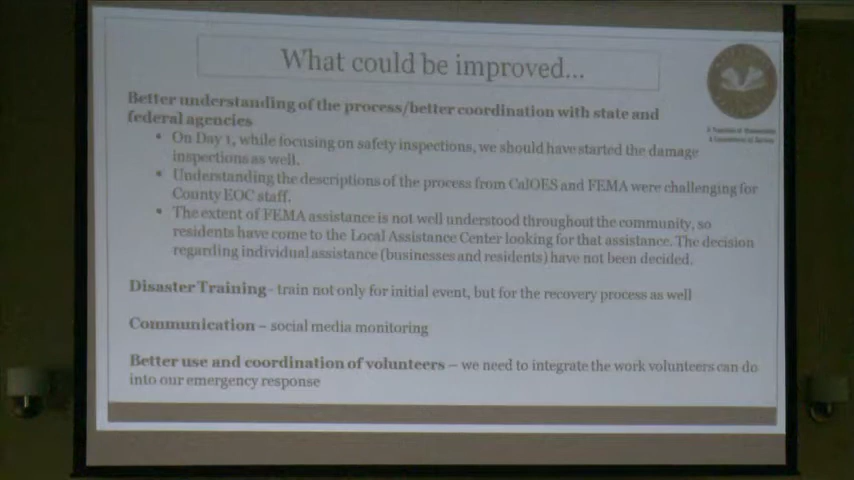 What could be improved...
Better understanding of the process/better coordination with state and
federal agencies
• On Day 1, while focusing on safety inspections, we should have started the damage
inspections as well.
• Understanding the descriptions of the process from CalOES and FEMA were challenging for
County EOC staff.
• The extent of FEMA assistance is not well understood throughout the community, so
residents have come to the Local Assistance Center looking for that assistance. The decision
regarding individual assistance (businesses and residents) have not been decided.
Disaster Training- train not only for initial event, but for the recovery process as well
Communication – social media monitoring
Better use and coordination of volunteers – we need to integrate the work volunteers can do
into our emergency response